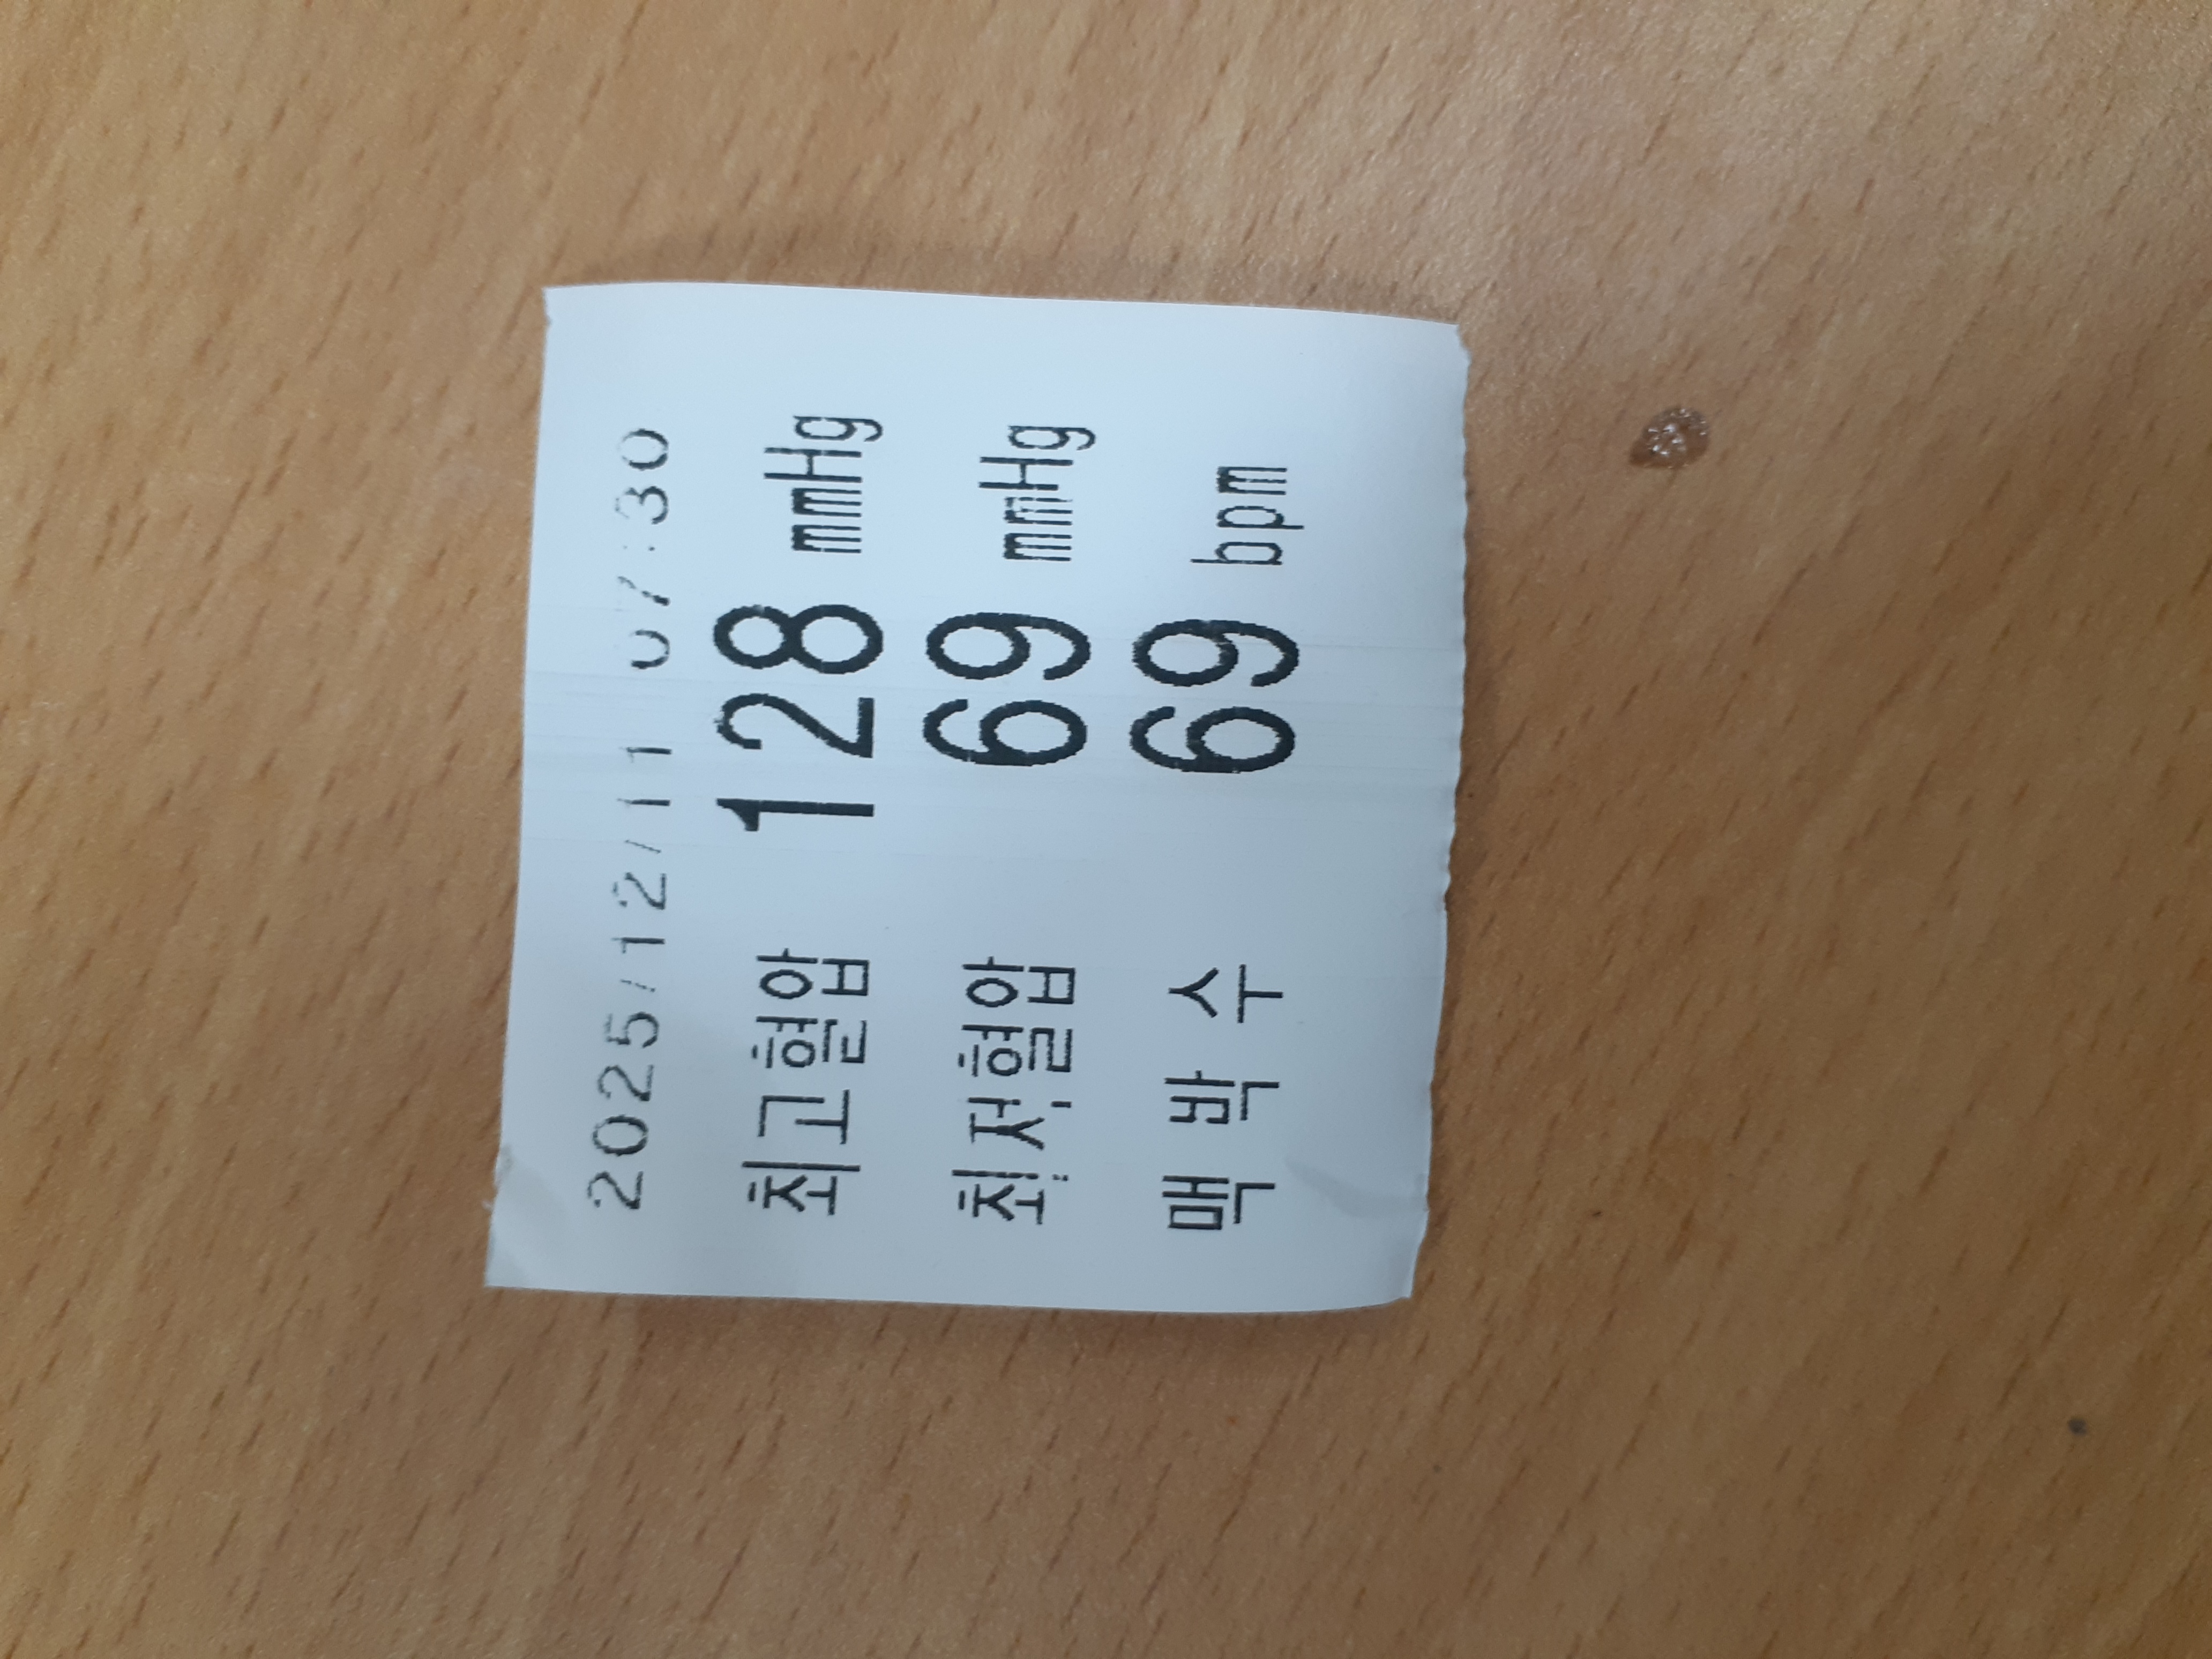 2025/12/11 07:30
최고혈압 128 mmHg
최저혈압 69 mmHg
맥 박 수 69 bpm